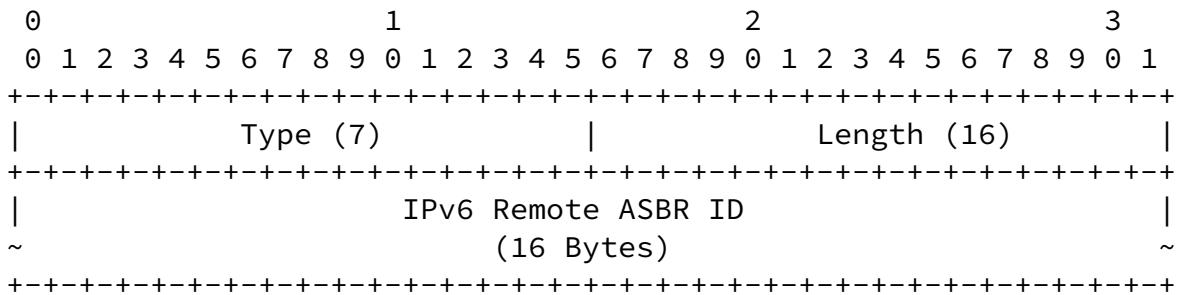 0                   1                   2                   3
 0 1 2 3 4 5 6 7 8 9 0 1 2 3 4 5 6 7 8 9 0 1 2 3 4 5 6 7 8 9 0 1
+-+-+-+-+-+-+-+-+-+-+-+-+-+-+-+-+-+-+-+-+-+-+-+-+-+-+-+-+-+-+-+-+
|            Type (7)           |            Length (16)        |
+-+-+-+-+-+-+-+-+-+-+-+-+-+-+-+-+-+-+-+-+-+-+-+-+-+-+-+-+-+-+-+-+
|                     IPv6 Remote ASBR ID                       |
~                          (16 Bytes)                           ~
+-+-+-+-+-+-+-+-+-+-+-+-+-+-+-+-+-+-+-+-+-+-+-+-+-+-+-+-+-+-+-+-+